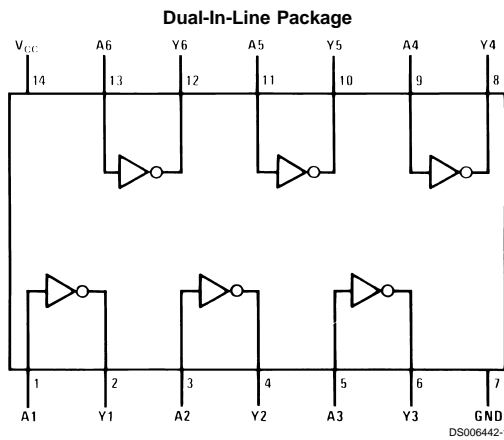 Dual-In-Line Package
VCC A6 Y6 A5 Y5 A4 Y4
14 13 12 11 10 9 8
1 2 3 4 5 6 7
A1 Y1 A2 Y2 A3 Y3 GND
DS006442-